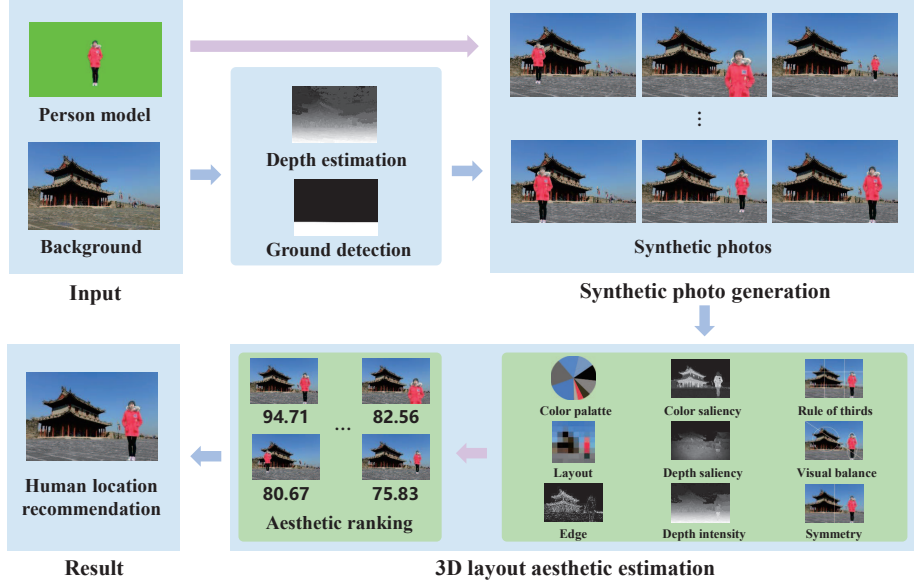 Person model
Background
Input
Depth estimation
Ground detection
⋮
Synthetic photos
Synthetic photo generation
Color palatte
Color saliency
Rule of thirds
Layout
Depth saliency
Visual balance
Edge
Depth intensity
Symmetry
3D layout aesthetic estimation
94.71
...
82.56
80.67
75.83
Aesthetic ranking
Human location
recommendation
Result